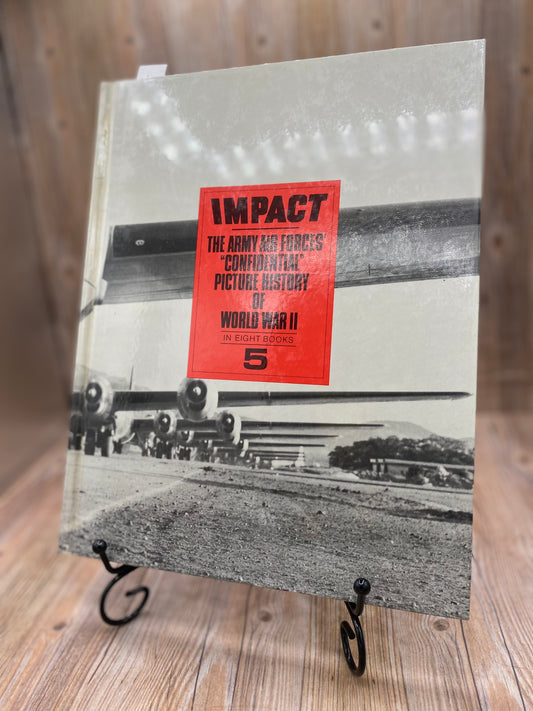 IMPACT
THE ARMY AIR FORCES'
"CONFIDENTIAL"
PICTURE HISTORY
OF
WORLD WAR II
IN EIGHT BOOKS
5